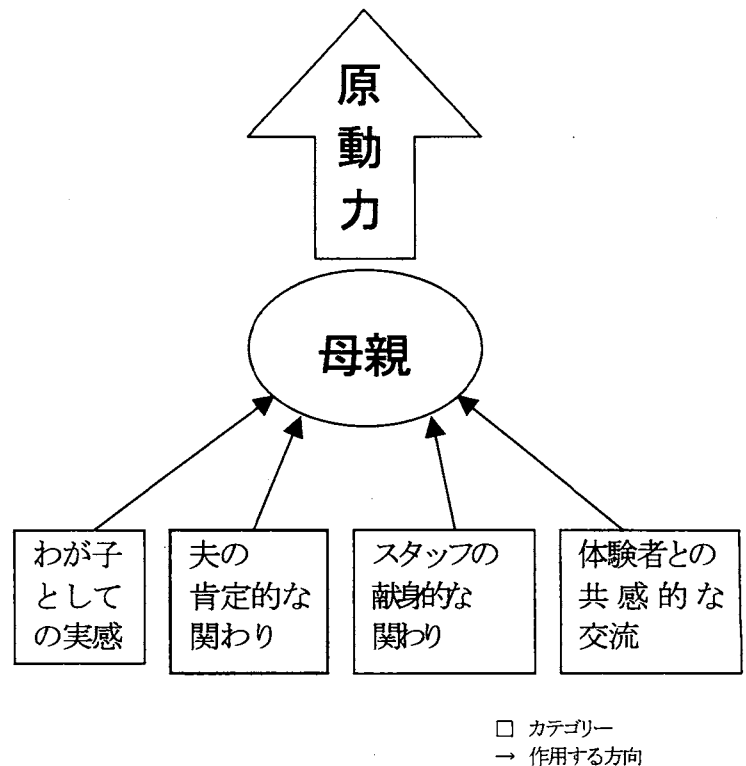 原
動
力
母親
わが子
として
の実感
夫の
肯定的な
関わり
スタッフの
献身的な
関わり
体験者との
共感的な
交流
□ カテゴリー
→ 作用する方向